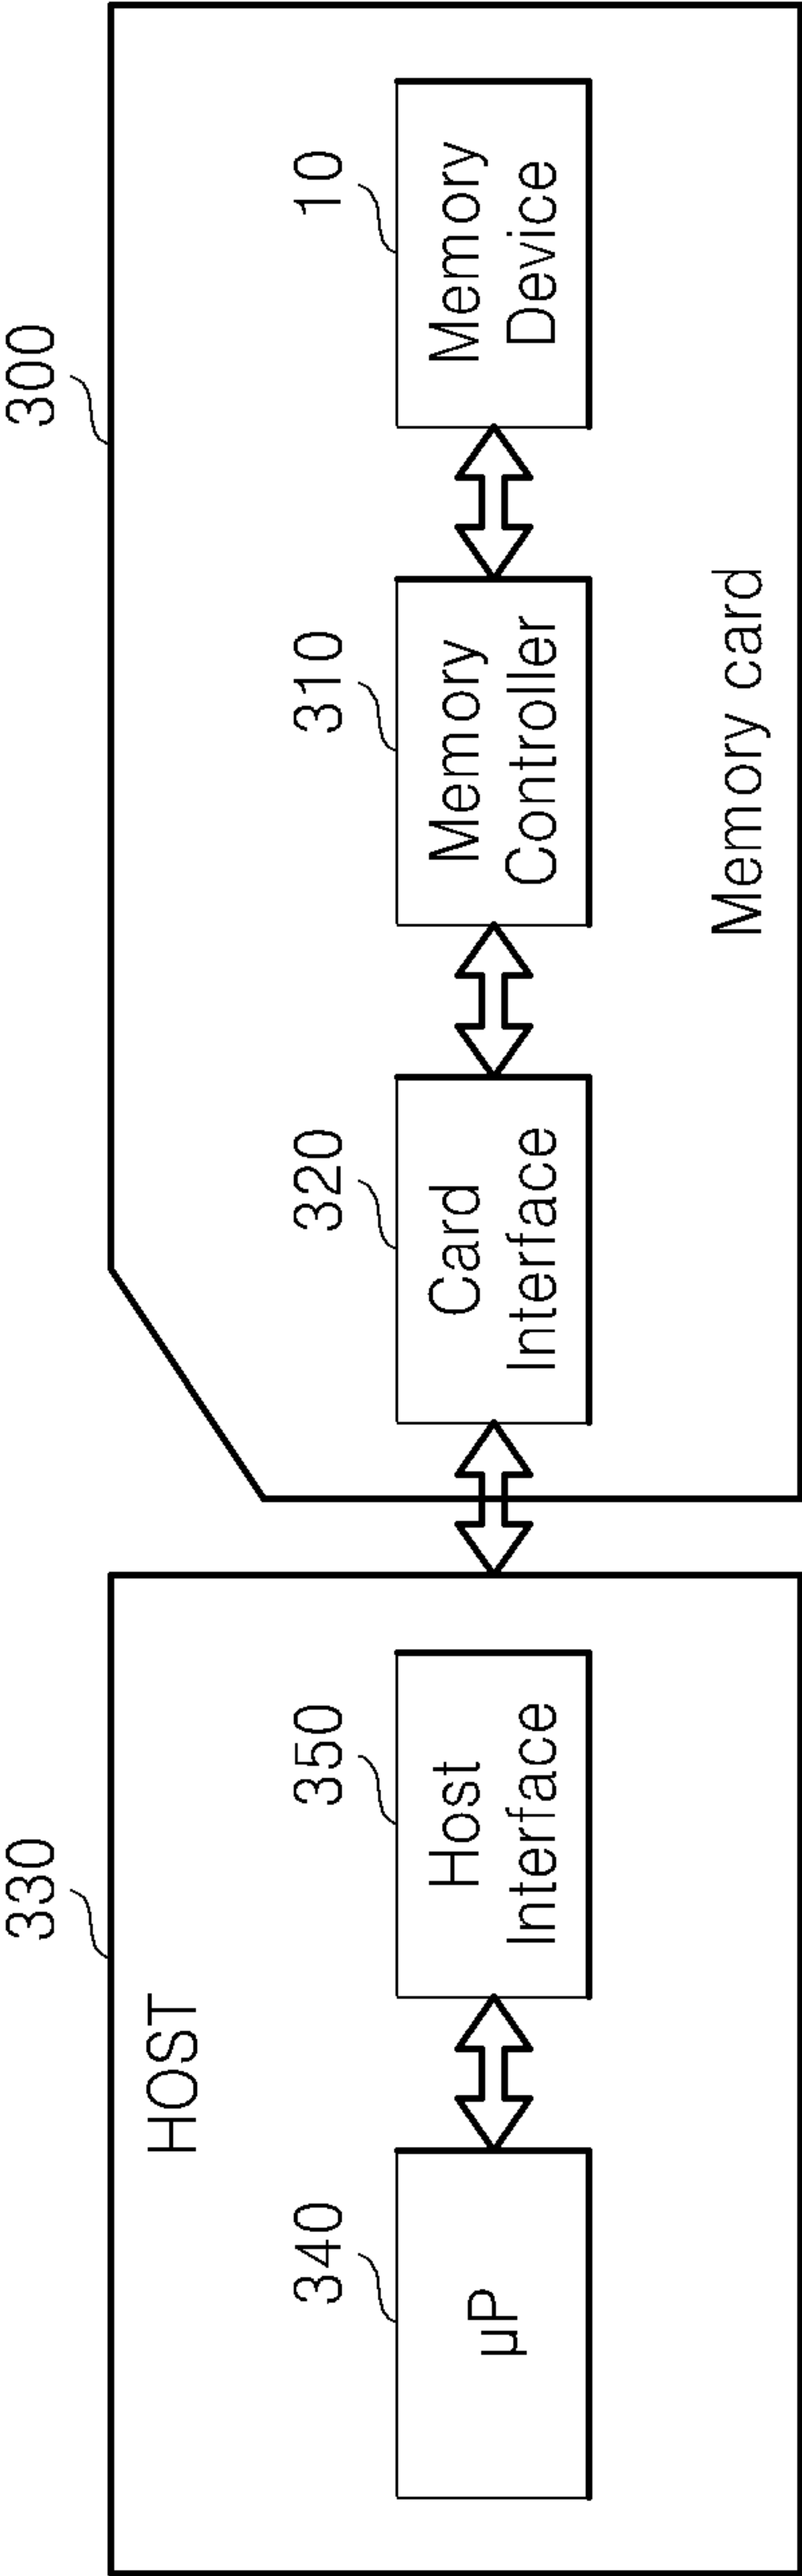 330
300
HOST
340
350
320
310
10
µP
Host
Interface
Card
Interface
Memory
Controller
Memory
Device
Memory card